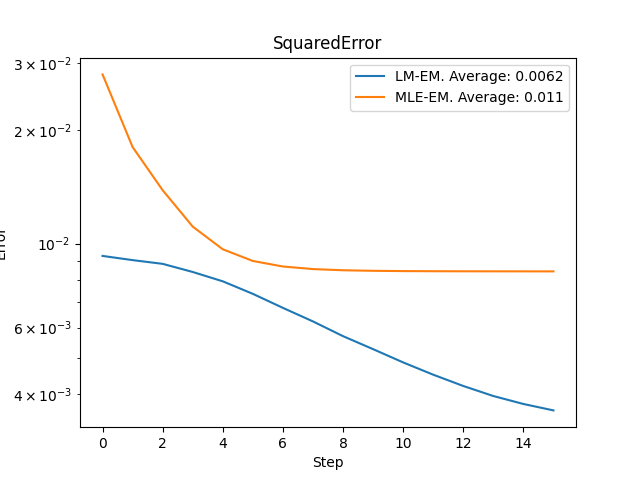 SquaredError
LM-EM. Average: 0.0062
MLE-EM. Average: 0.011
3 × 10⁻²
2 × 10⁻²
10⁻²
6 × 10⁻³
4 × 10⁻³
Error
0 2 4 6 8 10 12 14
Step